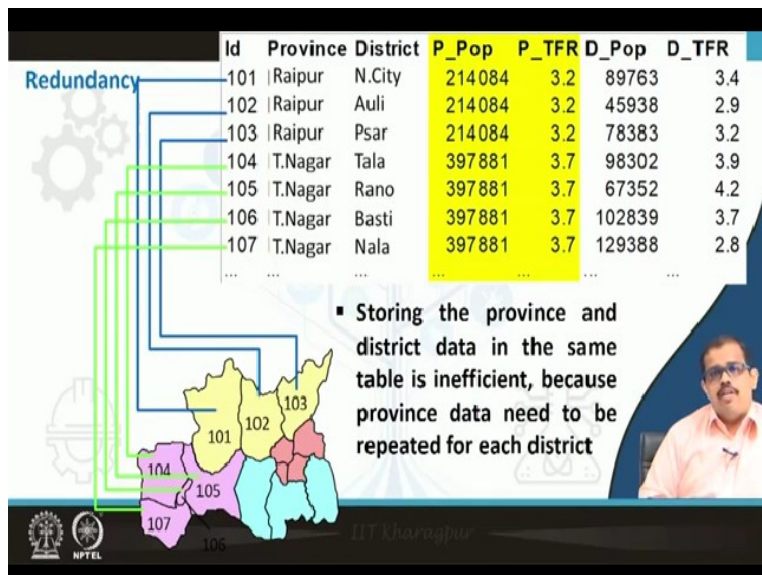 Redundancy
Id Province District P_Pop P_TFR D_Pop D_TFR
101 Raipur N.City 214084 3.2 89763 3.4
102 Raipur Auli 214084 3.2 45938 2.9
103 Raipur Psar 214084 3.2 78383 3.2
104 T.Nagar Tala 397881 3.7 98302 3.9
105 T.Nagar Rano 397881 3.7 67352 4.2
106 T.Nagar Basti 397881 3.7 102839 3.7
107 T.Nagar Nala 397881 3.7 129388 2.8
... ... ... ... ... ... ...
▪ Storing the province and
district data in the same
table is inefficient, because
province data need to be
repeated for each district
103
102
101
104
105
107
106
NPTEL
IIT Kharagpur